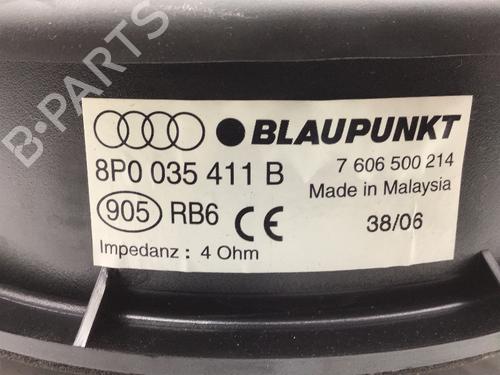 B-PARTS
BLAUPUNKT
8P0 035 411 B
7 606 500 214
Made in Malaysia
905 RB6 CE
38/06
Impedanz : 4 Ohm